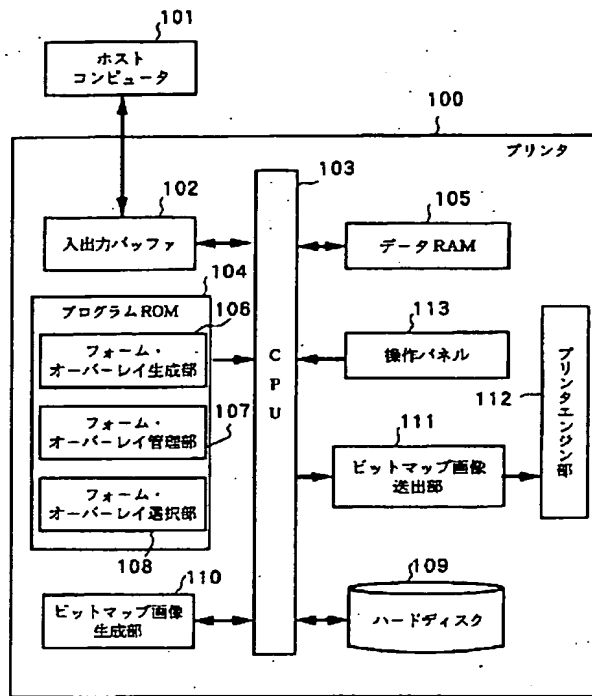 101
ホスト
コンピュータ
100
プリンタ
103
102
入出力バッファ
105
データRAM
104
プログラムROM
106
フォーム・
オーバーレイ生成部
107
フォーム・
オーバーレイ管理部
フォーム・
オーバーレイ選択部
108
CPU
113
操作パネル
112
プリンタエンジン部
111
ビットマップ画像
送出部
110
ビットマップ画像
生成部
109
ハードディスク